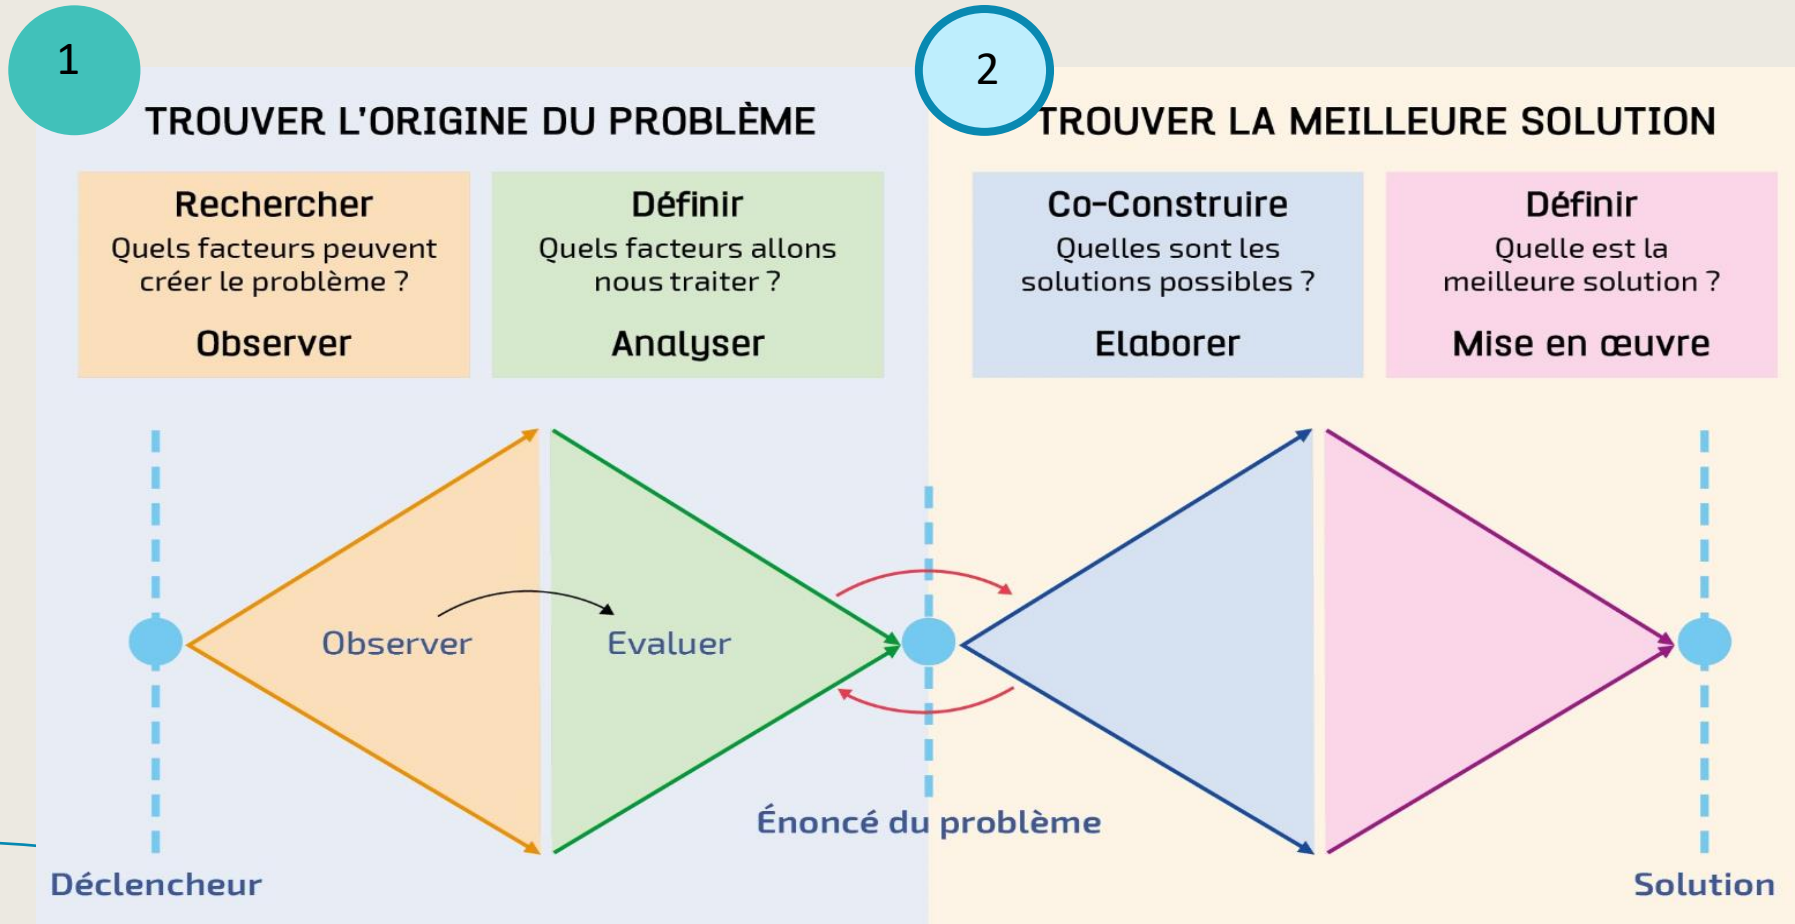 1
TROUVER L'ORIGINE DU PROBLÈME
Rechercher
Quels facteurs peuvent
créer le problème ?
Observer
Définir
Quels facteurs allons
nous traiter ?
Analyser
2
TROUVER LA MEILLEURE SOLUTION
Co-Construire
Quelles sont les
solutions possibles ?
Elaborer
Définir
Quelle est la
meilleure solution ?
Mise en œuvre
Observer
Evaluer
Énoncé du problème
Déclencheur
Solution